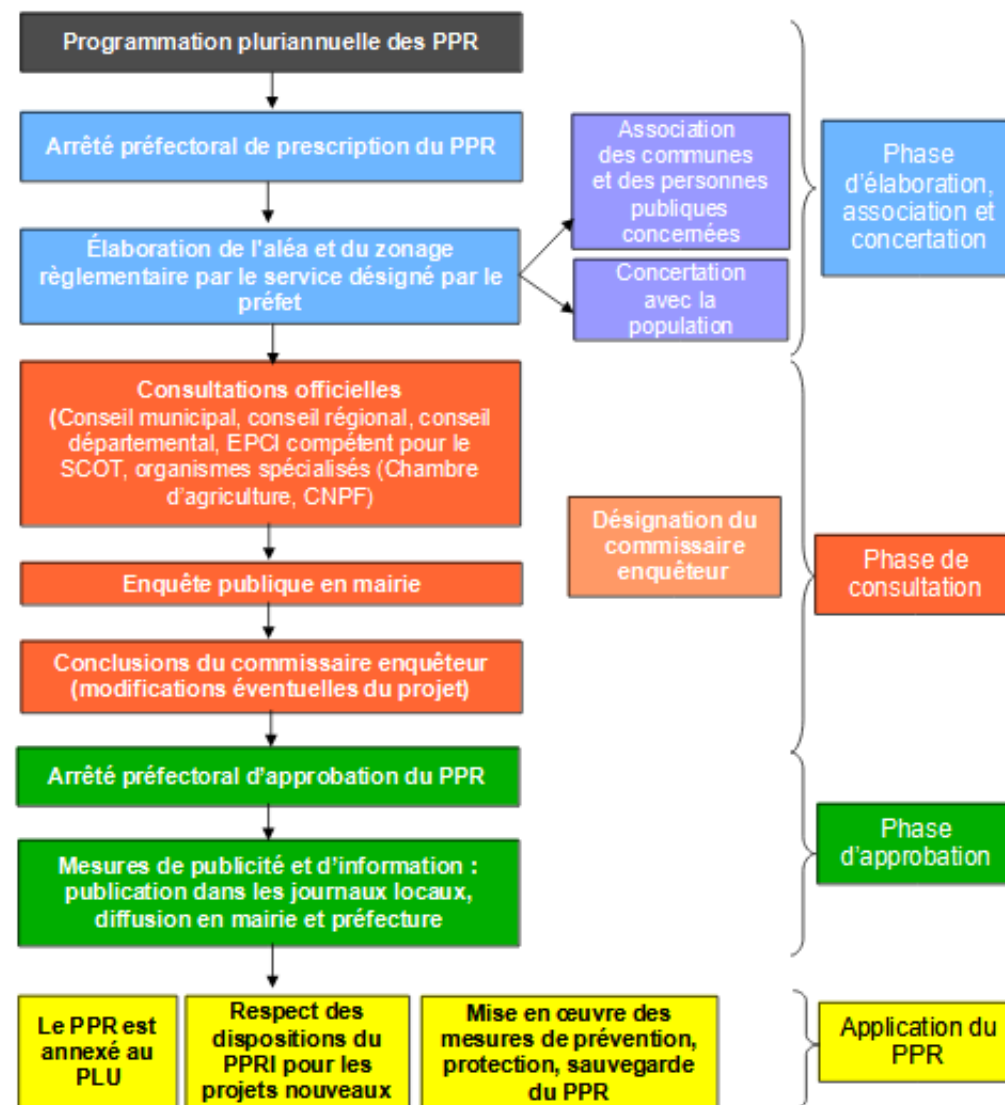 Programmation pluriannuelle des PPR
Arrêté préfectoral de prescription du PPR
Association
des communes
et des personnes
publiques
concernées
Phase
d'élaboration,
association et
concertation
Élaboration de l'aléa et du zonage
règlementaire par le service désigné par le
préfet
Concertation
avec la
population
Consultations officielles
(Conseil municipal, conseil régional, conseil
départemental, EPCI compétent pour le
SCOT, organismes spécialisés (Chambre
d'agriculture, CNPF)
Désignation du
commissaire
enquêteur
Phase de
consultation
Enquête publique en mairie
Conclusions du commissaire enquêteur
(modifications éventuelles du projet)
Arrêté préfectoral d'approbation du PPR
Phase
d'approbation
Mesures de publicité et d'information :
publication dans les journaux locaux,
diffusion en mairie et préfecture
Le PPR est
annexé au
PLU
Respect des
dispositions du
PPRI pour les
projets nouveaux
Mise en œuvre des
mesures de prévention,
protection, sauvegarde
du PPR
Application du
PPR